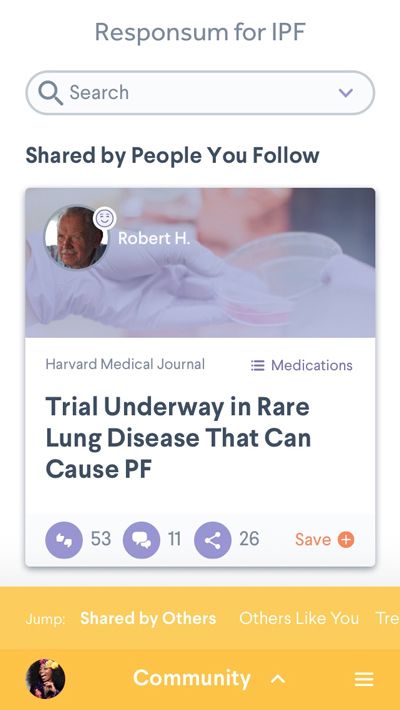 Responsum for IPF
Search
Shared by People You Follow
Robert H.
Harvard Medical Journal
Medications
Trial Underway in Rare
Lung Disease That Can
Cause PF
53
11
26
Save
Jump: Shared by Others Others Like You Tre
Community